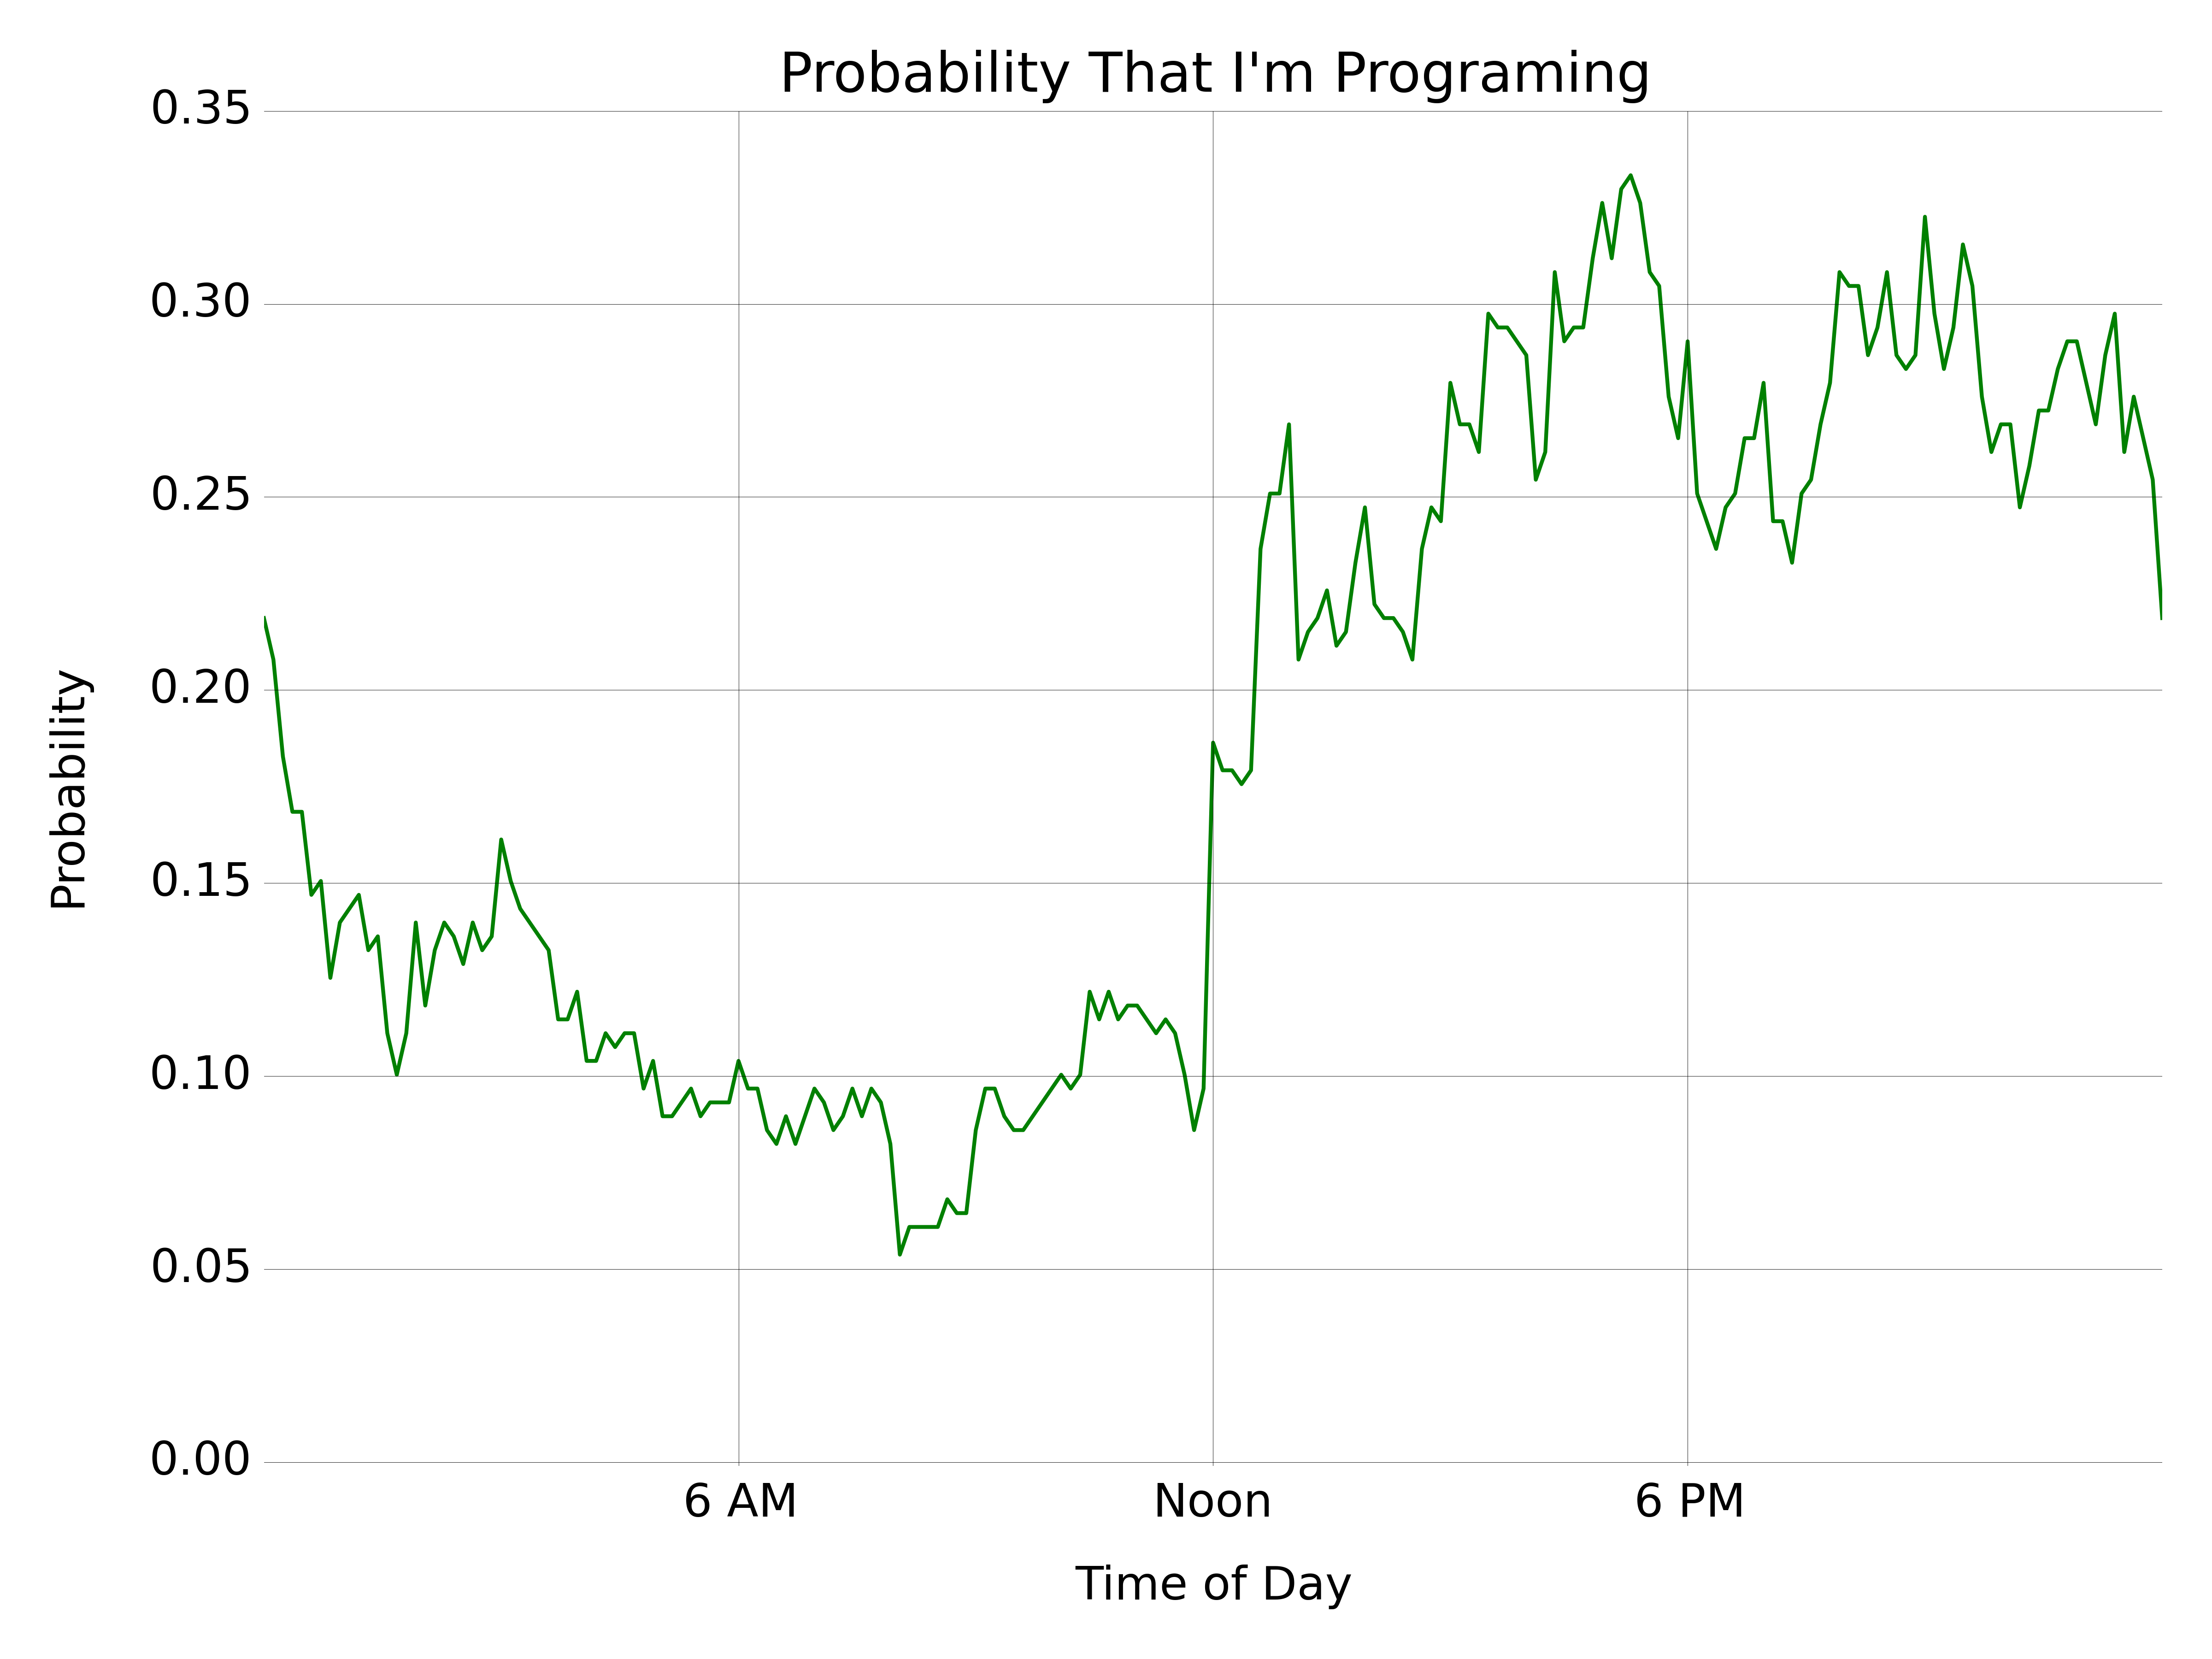 Probability That I'm Programing
0.35
0.30
0.25
0.20
0.15
0.10
0.05
0.00
Probability
6 AM
Noon
6 PM
Time of Day